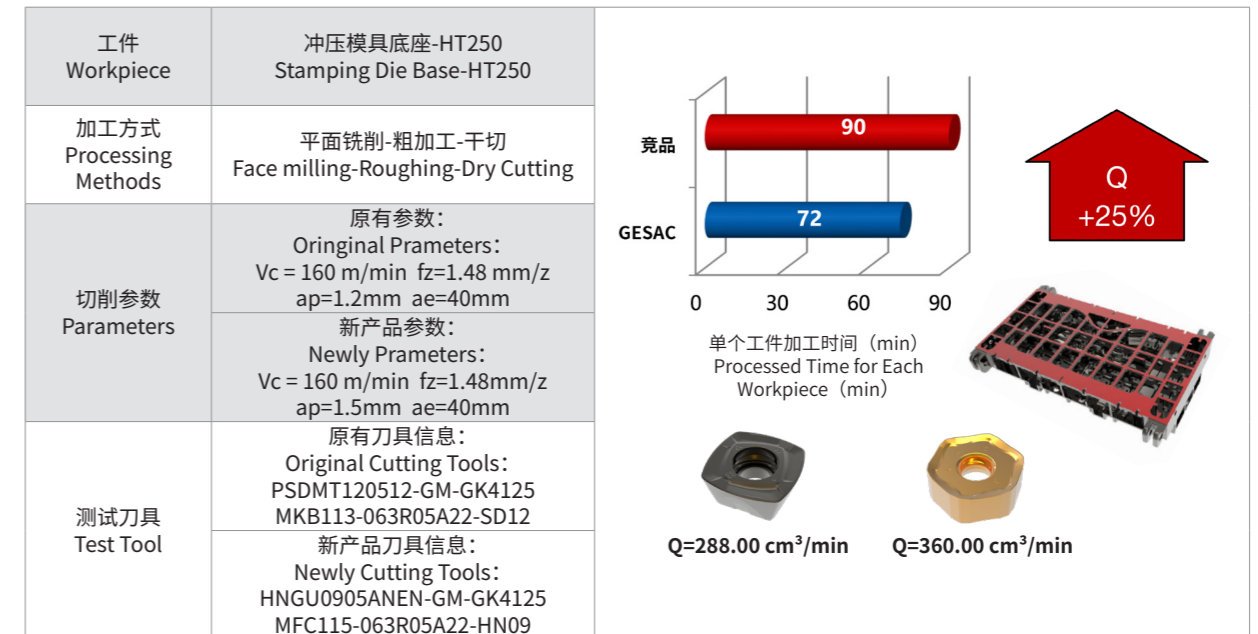 工件
Workpiece
冲压模具底座-HT250
Stamping Die Base-HT250
加工方式
Processing
Methods
平面铣削-粗加工-干切
Face milling-Roughing-Dry Cutting
切削参数
Parameters
原有参数：
Oringinal Prameters：
Vc = 160 m/min fz=1.48 mm/z
ap=1.2mm ae=40mm
新产品参数：
Newly Prameters：
Vc = 160 m/min fz=1.48mm/z
ap=1.5mm ae=40mm
测试刀具
Test Tool
原有刀具信息：
Original Cutting Tools：
PSDMT120512-GM-GK4125
MKB113-063R05A22-SD12
新产品刀具信息：
Newly Cutting Tools：
HNGU0905ANEN-GM-GK4125
MFC115-063R05A22-HN09
竞品
90
GESAC
72
0 30 60 90
单个工件加工时间（min）
Processed Time for Each
Workpiece（min）
Q
+25%
Q=288.00 cm³/min
Q=360.00 cm³/min